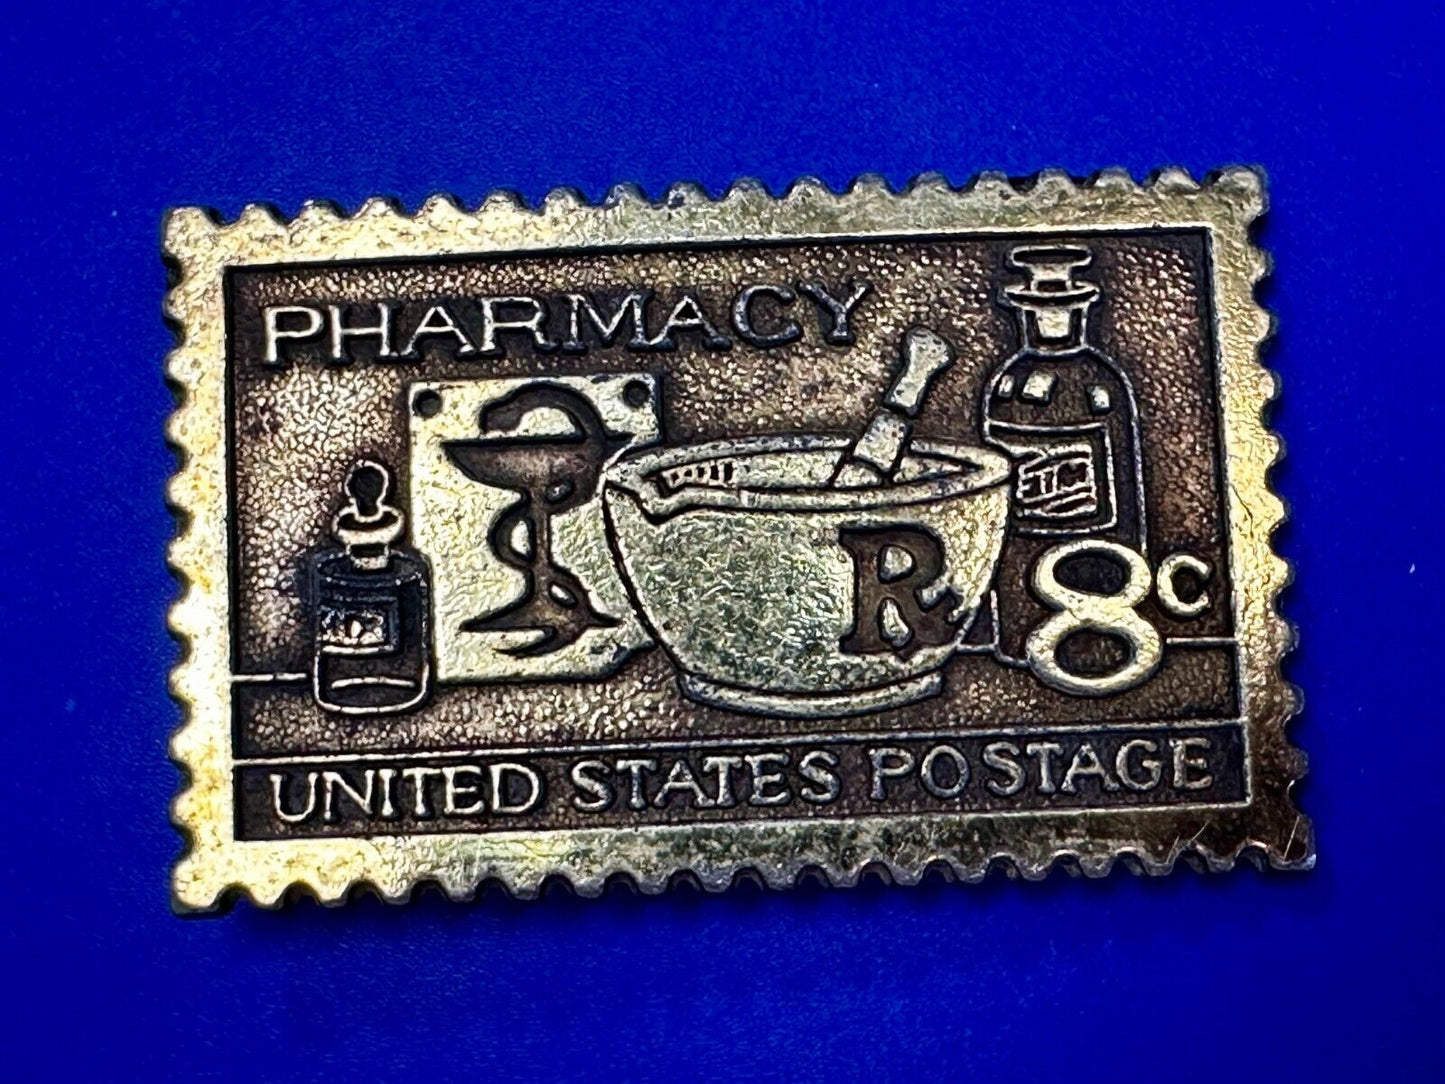 PHARMACY
℞
8c
UNITED STATES POSTAGE